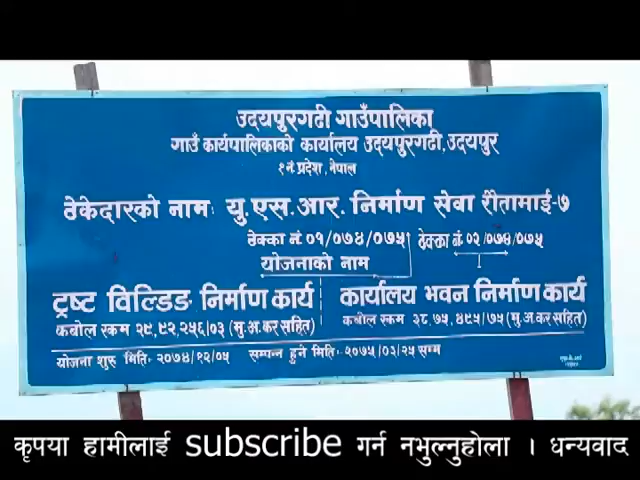 उदयपुरगढी गाउँपालिका
गाउँ कार्यपालिकाको कार्यालय उदयपुरगढी, उदयपुर
१ नं. प्रदेश, नेपाल
ठेकेदारको नाम: यु. एस. आर. निर्माण सेवा रौतामाई-७
ठेक्का नं. ०१/०७४/०७५ ठेक्का नं. ०२/०७४/०७५
योजनाको नाम
ट्रष्ट विल्डिङ निर्माण कार्य कार्यालय भवन निर्माण कार्य
कबोल रकम २९,९२,२५६/०३ (मु.अ.कर सहित) कबोल रकम ३८,७५,४९५/७५ (मु.अ.कर सहित)
योजना शुरु मिति: २०७४/१२/०५ सम्पन्न हुने मिति: २०७५/०३/२५ सम्म
कृपया हामीलाई subscribe गर्न नभुल्नुहोला । धन्यवाद